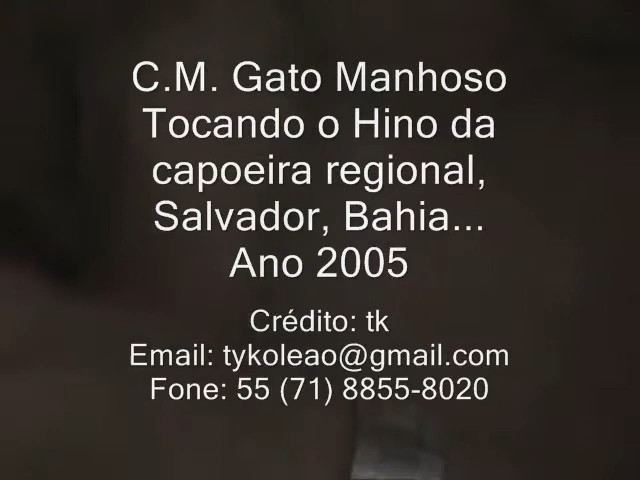 C.M. Gato Manhoso
Tocando o Hino da
capoeira regional,
Salvador, Bahia...
Ano 2005
Crédito: tk
Email: tykoleao@gmail.com
Fone: 55 (71) 8855-8020